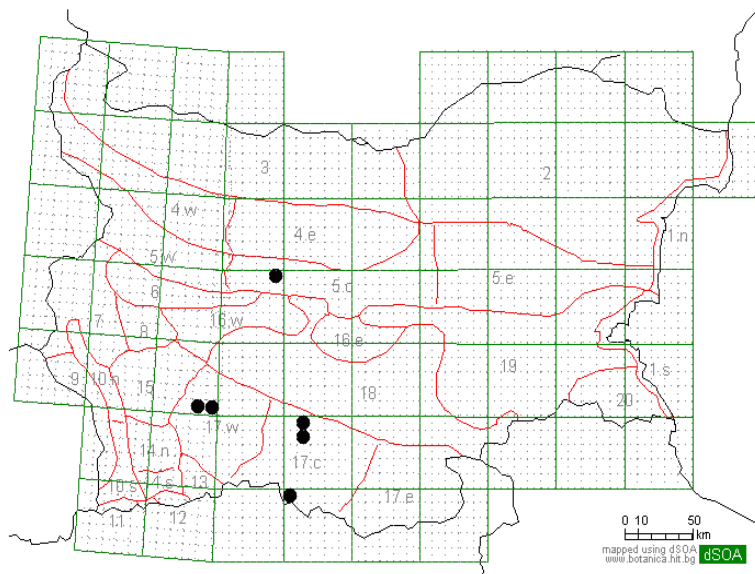 3
2
4.w
4.e
1.n.
5.w
5.c
5.e
6
16.w
7
8
16.e
9
10.n
15
18
19
1.s
20
17.w
14.n
17.c
10.s
14.s
13
17.e
11
12
0 10 50
km
mapped using dSOA
www.botanica.hit.bg
dSOA